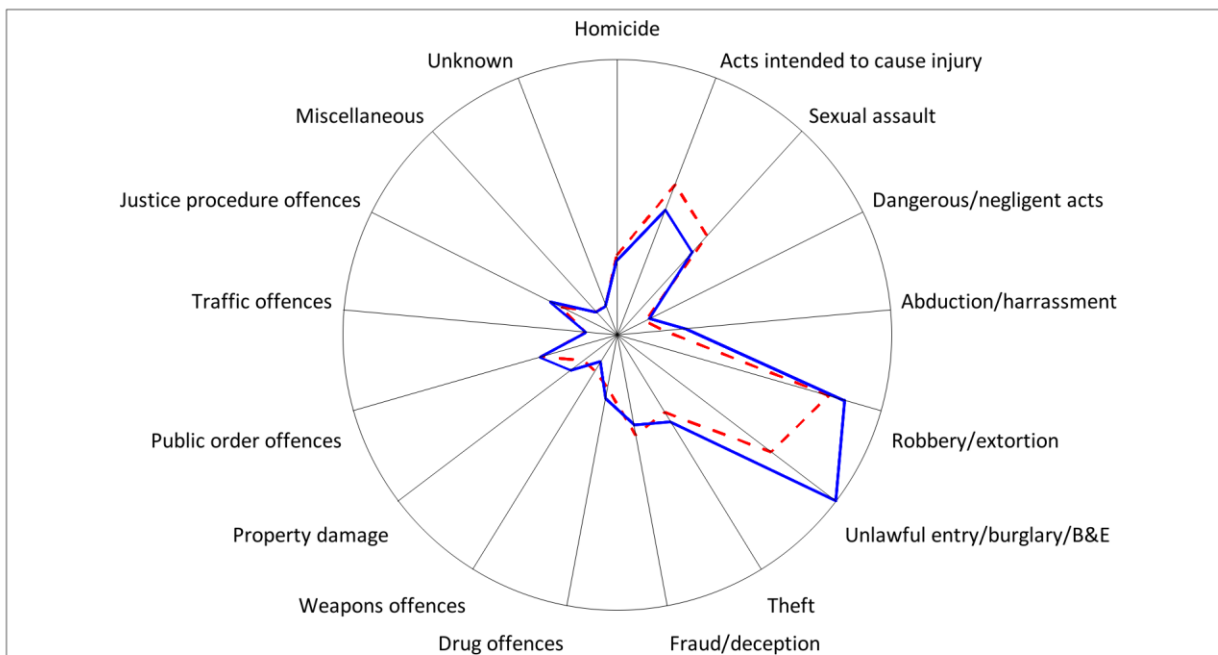 Homicide
Unknown
Acts intended to cause injury
Miscellaneous
Sexual assault
Justice procedure offences
Dangerous/negligent acts
Traffic offences
Abduction/harrassment
Public order offences
Robbery/extortion
Property damage
Unlawful entry/burglary/B&E
Weapons offences
Theft
Drug offences
Fraud/deception